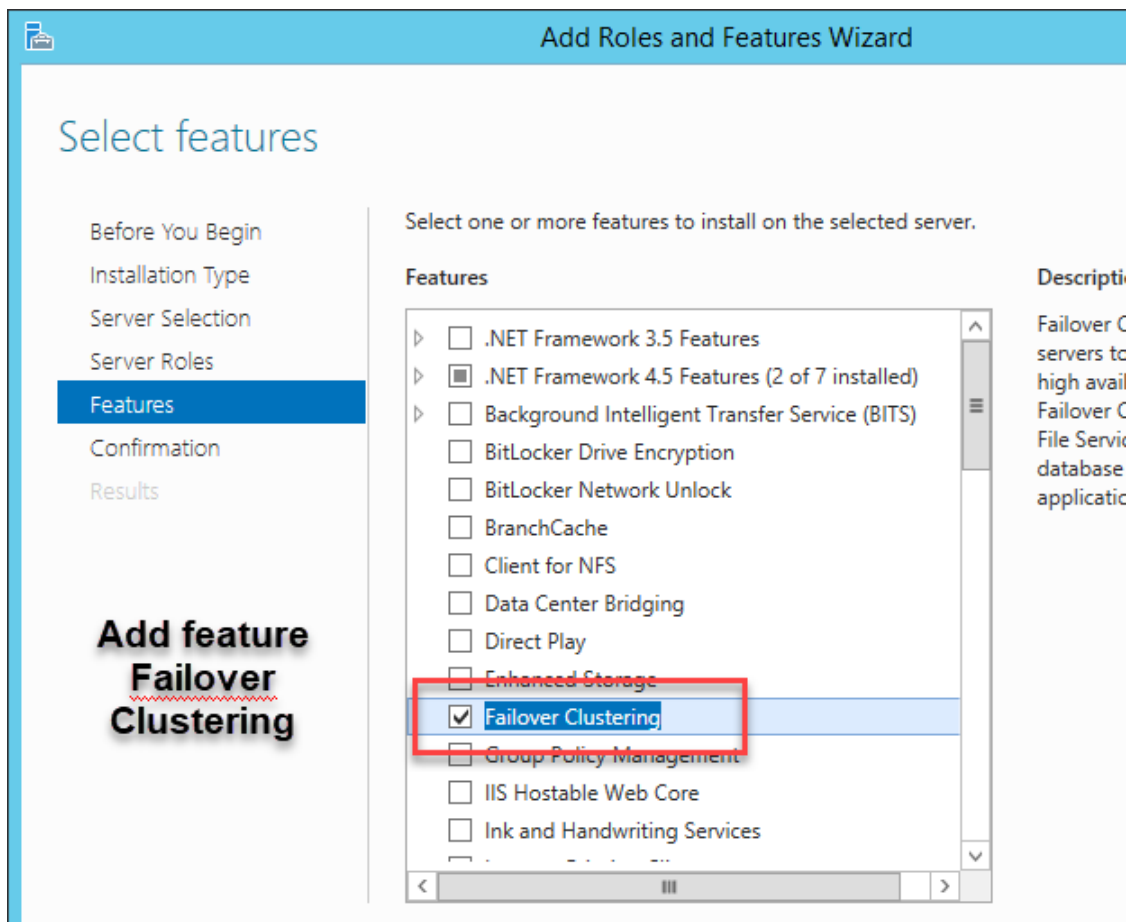 Add Roles and Features Wizard
Select features
Before You Begin
Installation Type
Server Selection
Server Roles
Features
Confirmation
Results
Add feature
Failover
Clustering
Select one or more features to install on the selected server.
Features
.NET Framework 3.5 Features
.NET Framework 4.5 Features (2 of 7 installed)
Background Intelligent Transfer Service (BITS)
BitLocker Drive Encryption
BitLocker Network Unlock
BranchCache
Client for NFS
Data Center Bridging
Direct Play
Enhanced Storage
Failover Clustering
Group Policy Management
IIS Hostable Web Core
Ink and Handwriting Services
Failover
servers to
high
Failover
File
database